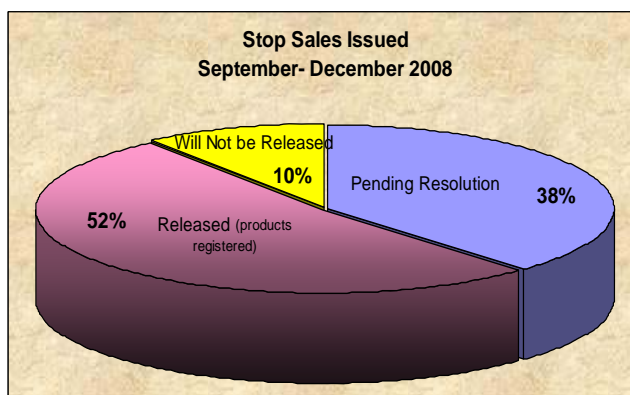 Stop Sales Issued
September- December 2008
Will Not be Released
10%
Pending Resolution
38%
52%
Released (products
registered)